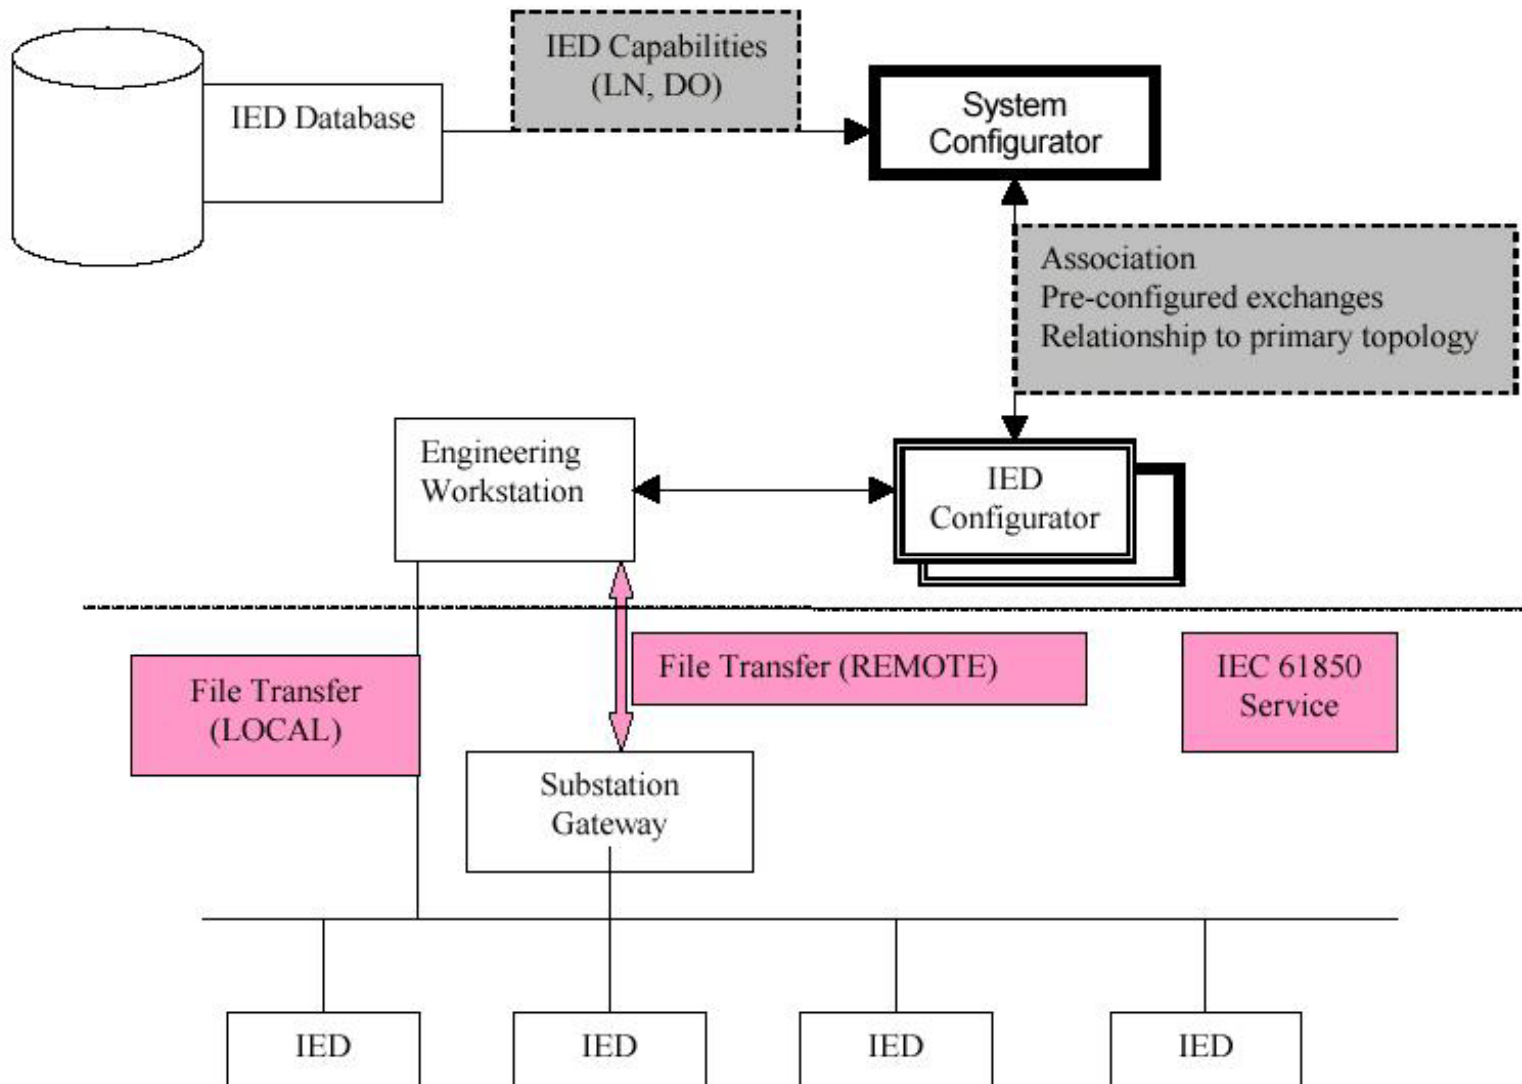 IED Capabilities
(LN, DO)
IED Database
System
Configurator
Association
Pre-configured exchanges
Relationship to primary topology
Engineering
Workstation
IED
Configurator
File Transfer
(LOCAL)
File Transfer (REMOTE)
IEC 61850
Service
Substation
Gateway
IED
IED
IED
IED